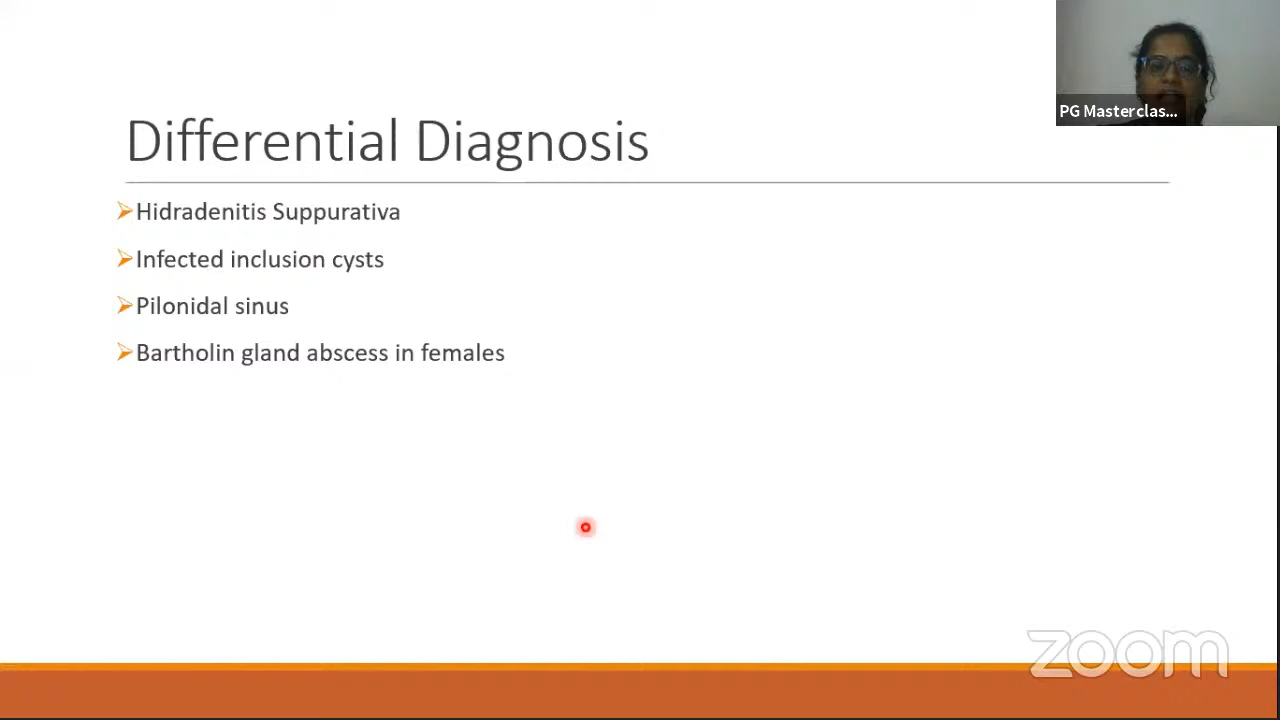 PG Masterclas...
Differential Diagnosis
Hidradenitis Suppurativa
Infected inclusion cysts
Pilonidal sinus
Bartholin gland abscess in females
zoom